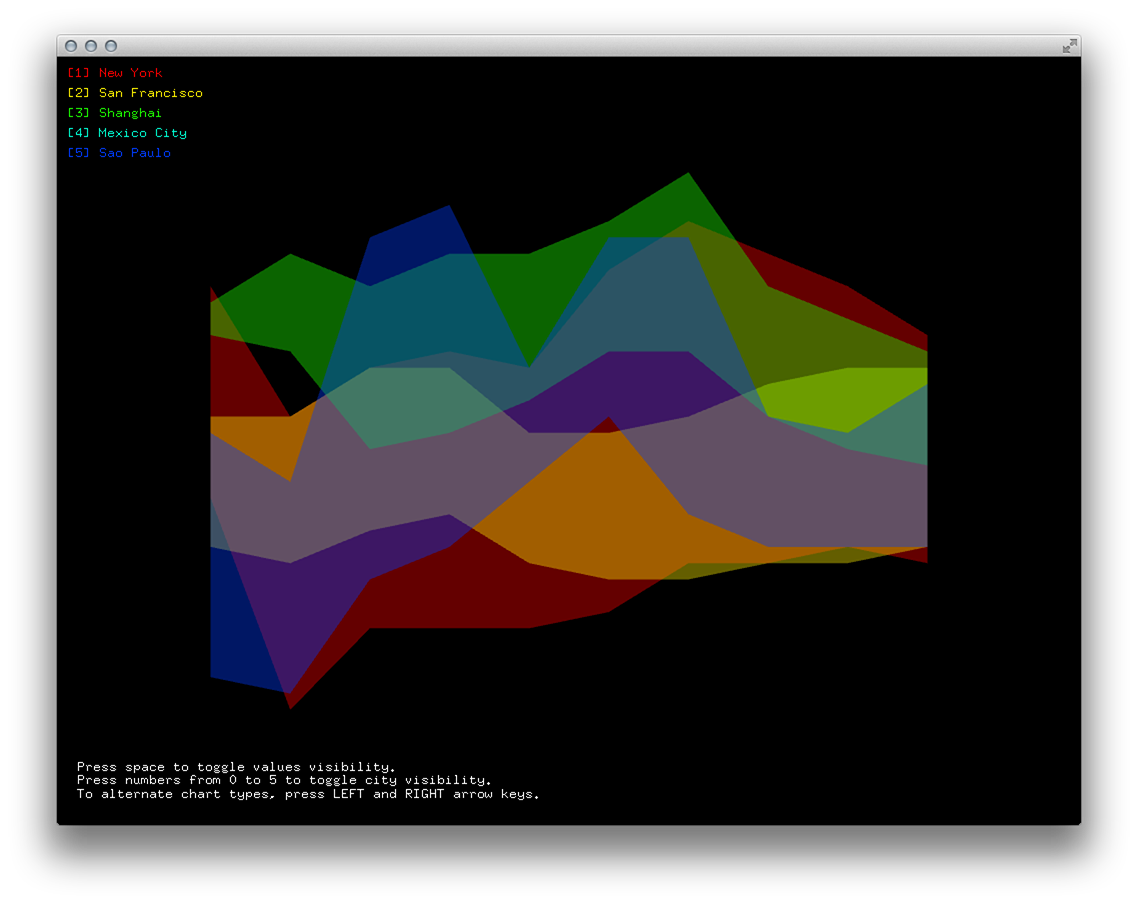 [1] New York
[2] San Francisco
[3] Shanghai
[4] Mexico City
[5] Sao Paulo
Press space to toggle values visibility.
Press numbers from 0 to 5 to toggle city visibility.
To alternate chart types, press LEFT and RIGHT arrow keys.